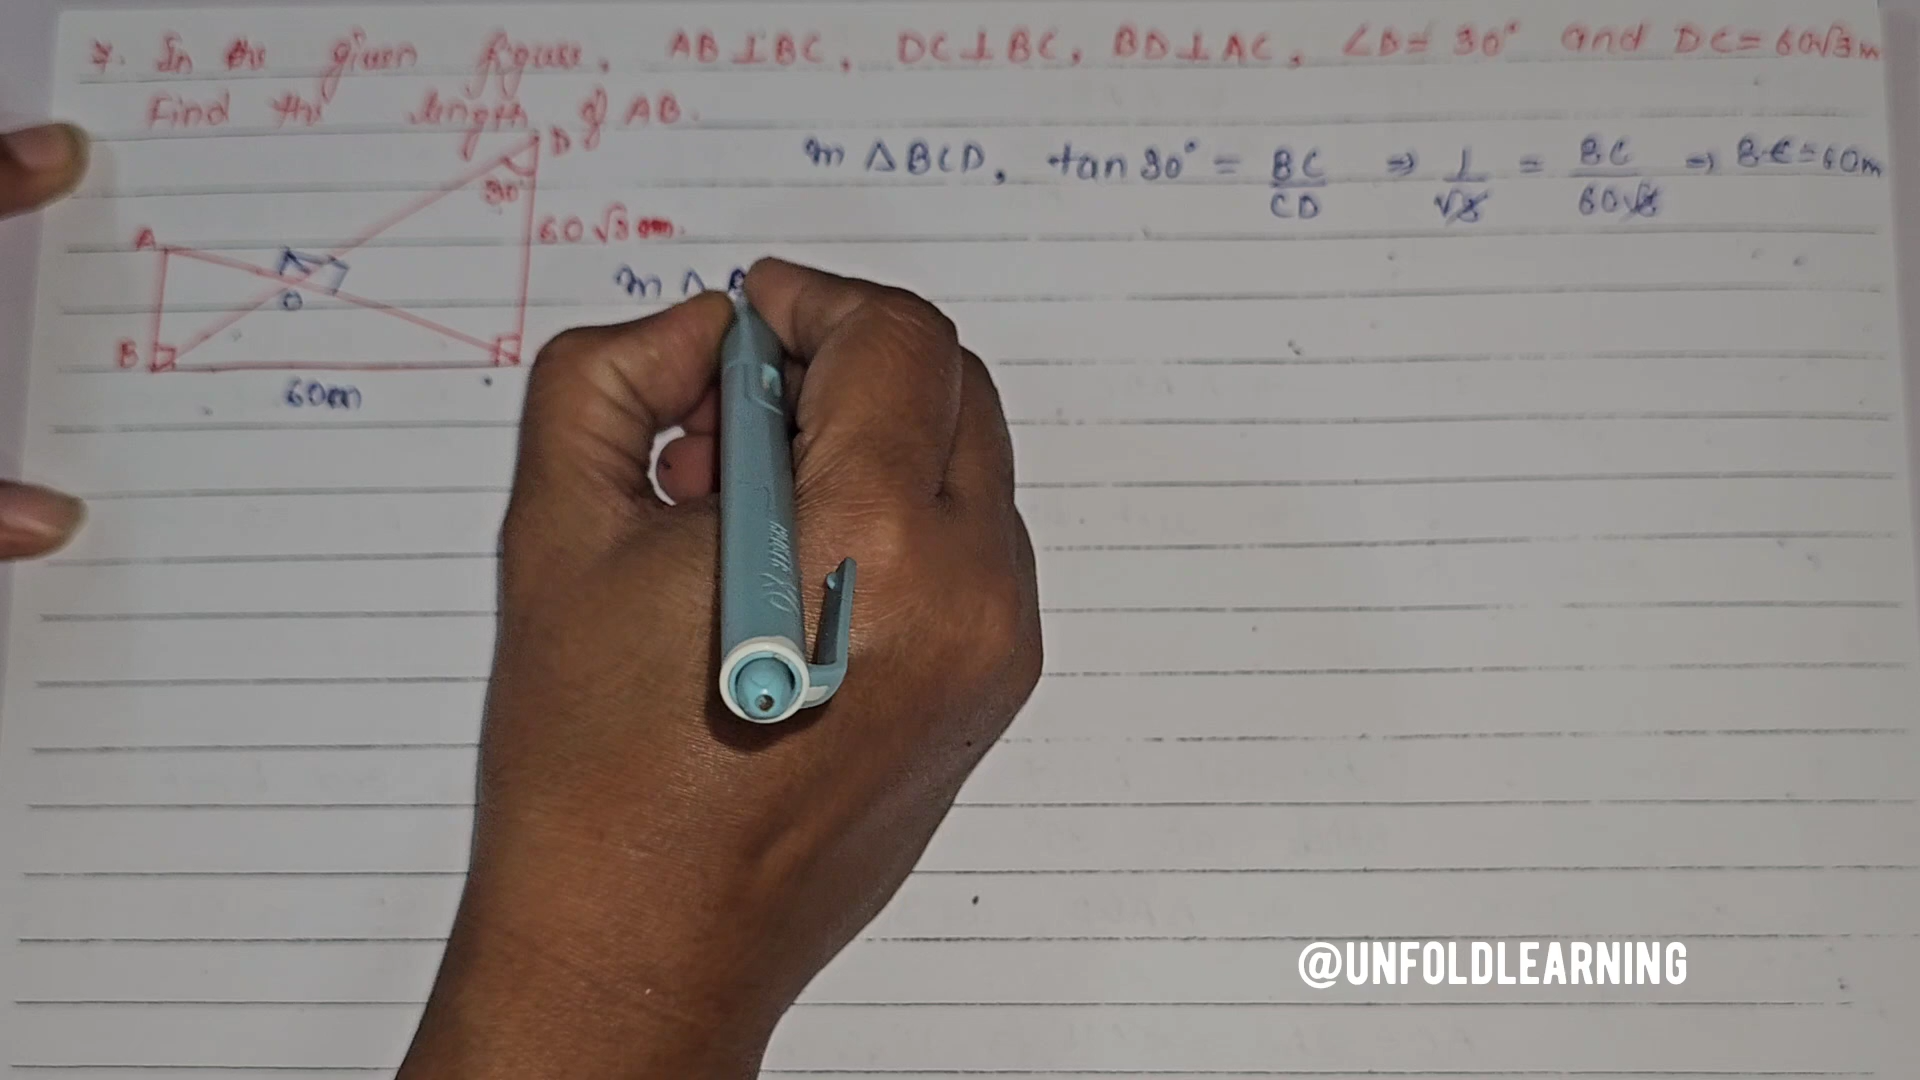 7. In the given figure, AB⊥BC, DC⊥BC, BD⊥AC, ∠D = 30° and DC = 60√3m
Find the length of AB.
in △BCD, tan 30° = BC/CD ⇒ 1/√3 = BC/60√3 ⇒ BC = 60m
D
30°
60√3 m.
A
O
B
60m
in △
@UNFOLDLEARNING